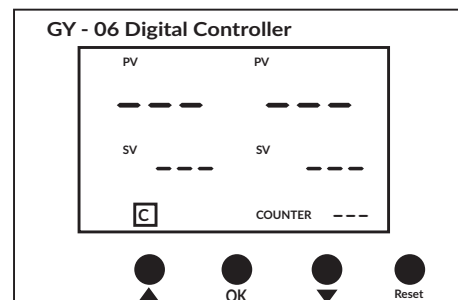 GY - 06 Digital Controller
PV PV
--- ---
SV SV
--- ---
C COUNTER ---
OK Reset